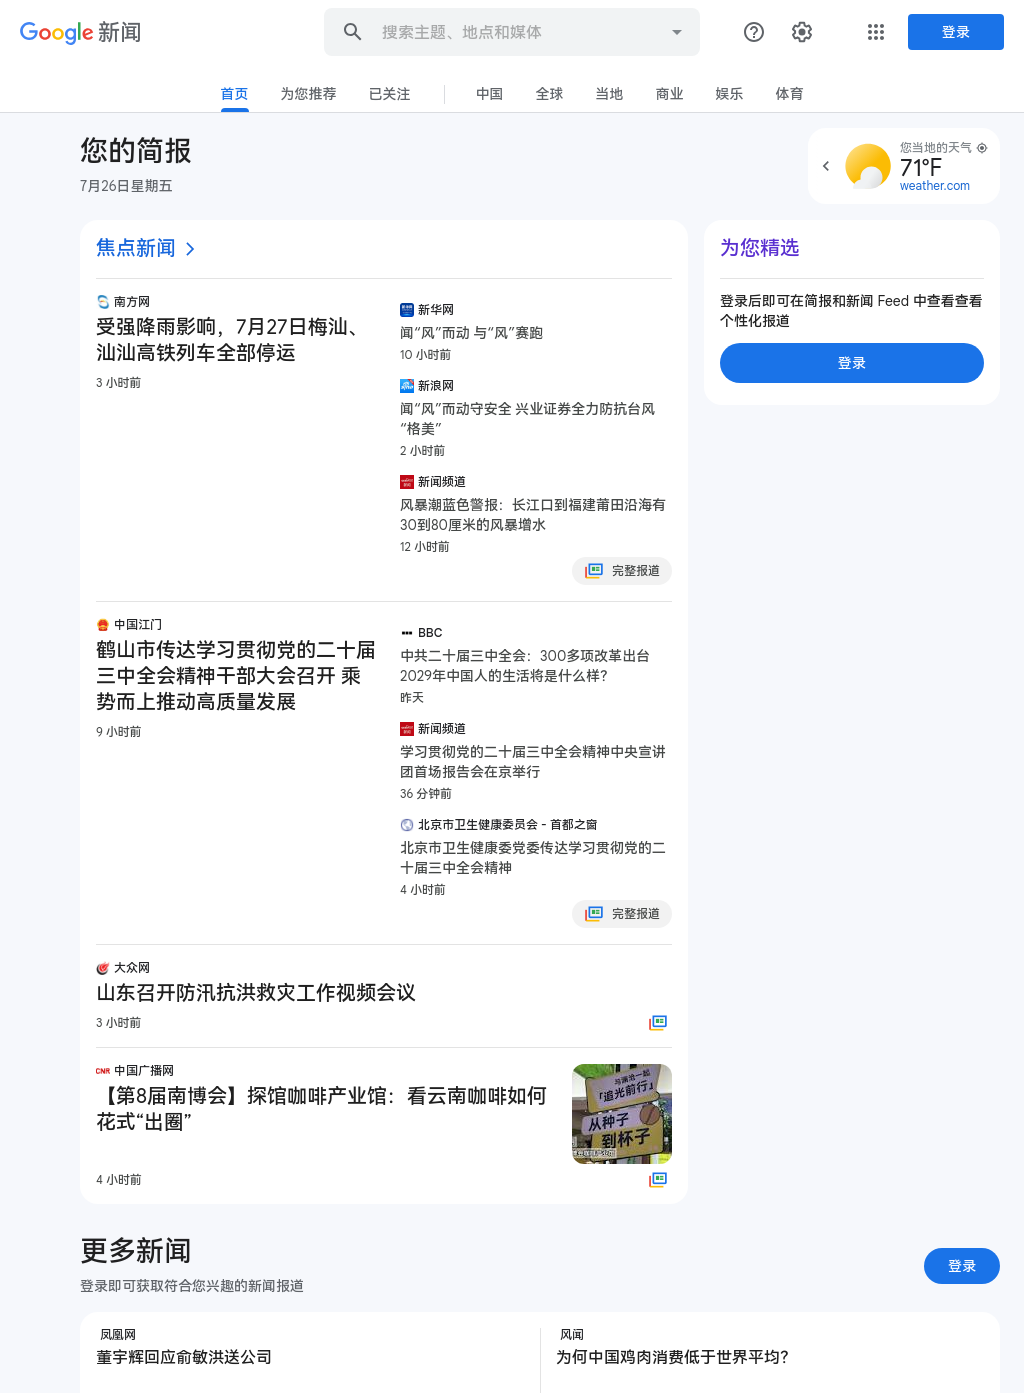 Google 新闻
搜索主题、地点和媒体
登录
首页
为您推荐
已关注
中国
全球
当地
商业
娱乐
体育
您的简报
7月26日星期五
您当地的天气
71°F
weather.com
焦点新闻
南方网
受强降雨影响，7月27日梅汕、
汕汕高铁列车全部停运
3 小时前
新华网
闻“风”而动 与“风”赛跑
10 小时前
新浪网
闻“风”而动守安全 兴业证券全力防抗台风
“格美”
2 小时前
新闻频道
风暴潮蓝色警报：长江口到福建莆田沿海有
30到80厘米的风暴增水
12 小时前
完整报道
为您精选
登录后即可在简报和新闻 Feed 中查看查看
个性化报道
登录
中国江门
鹤山市传达学习贯彻党的二十届
三中全会精神干部大会召开 乘
势而上推动高质量发展
9 小时前
BBC
中共二十届三中全会：300多项改革出台
2029年中国人的生活将是什么样？
昨天
新闻频道
学习贯彻党的二十届三中全会精神中央宣讲
团首场报告会在京举行
36 分钟前
北京市卫生健康委员会 - 首都之窗
北京市卫生健康委党委传达学习贯彻党的二
十届三中全会精神
4 小时前
完整报道
大众网
山东召开防汛抗洪救灾工作视频会议
3 小时前
CNR 中国广播网
【第8届南博会】探馆咖啡产业馆：看云南咖啡如何
花式“出圈”
4 小时前
「追光前行」
从种子
到杯子
更多新闻
登录即可获取符合您兴趣的新闻报道
登录
凤凰网
董宇辉回应俞敏洪送公司
风闻
为何中国鸡肉消费低于世界平均？